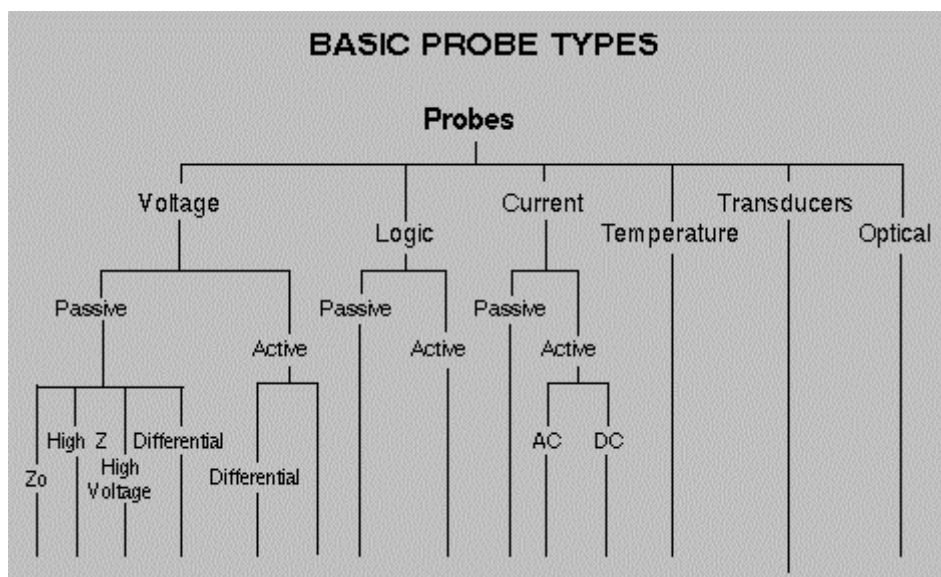 BASIC PROBE TYPES
Probes
Voltage
Current
Transducers
Logic
Temperature
Optical
Passive
Passive
Passive
Active
Active
Active
High Z
Differential
AC
DC
Zo
High
Voltage
Differential